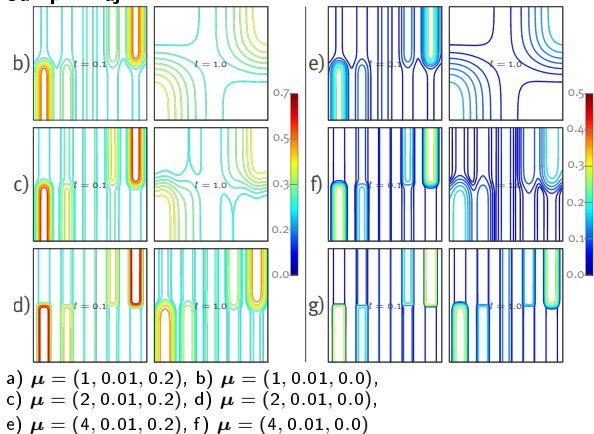 b) t = 0.1 t = 1.0 e) t = 0.1 t = 1.0
0.7 0.5
c) t = 0.1 t = 1.0 0.5 f) t = 0.1 t = 1.0 0.4
0.3 0.3
0.2 0.1
0.0 0.0
d) t = 0.1 t = 1.0 g) t = 0.1 t = 1.0
a) μ = (1, 0.01, 0.2), b) μ = (1, 0.01, 0.0),
c) μ = (2, 0.01, 0.2), d) μ = (2, 0.01, 0.0),
e) μ = (4, 0.01, 0.2), f) μ = (4, 0.01, 0.0)